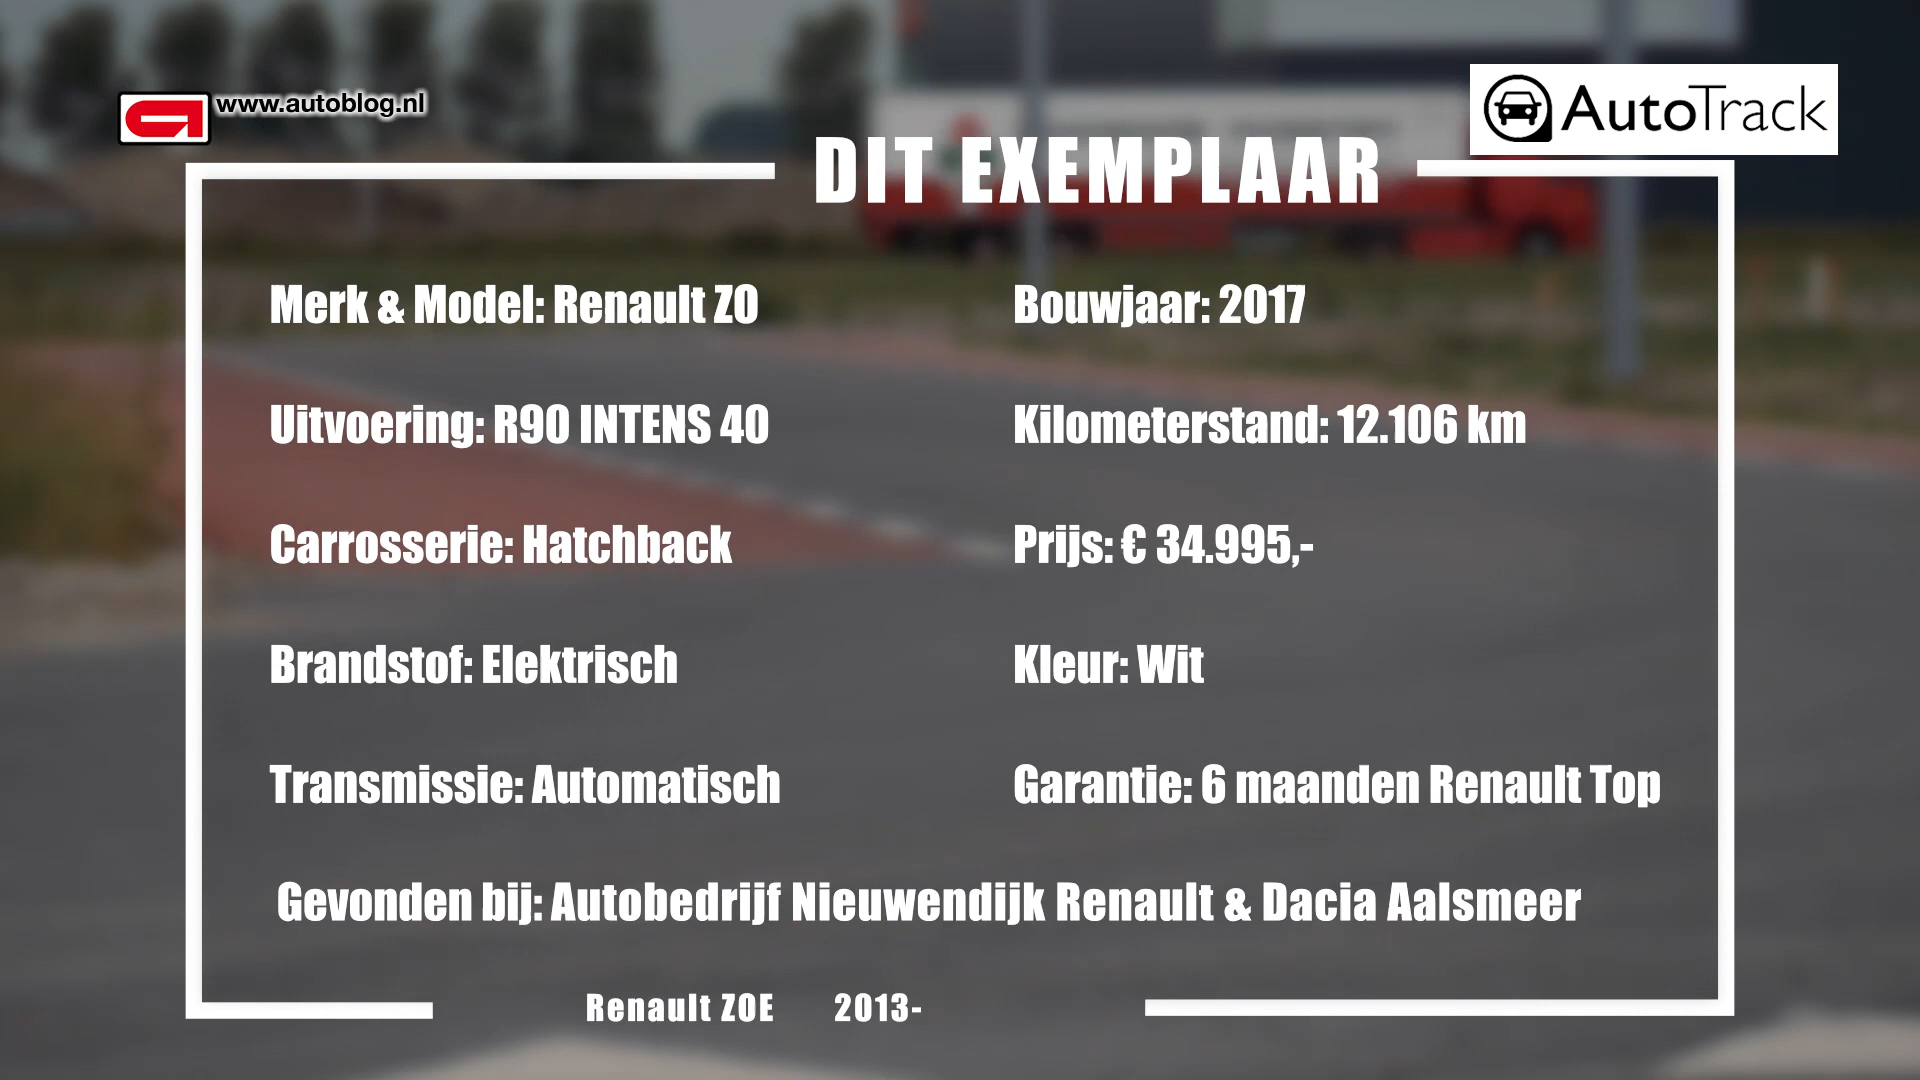 www.autoblog.nl
AutoTrack
DIT EXEMPLAAR
Merk & Model: Renault ZO
Bouwjaar: 2017
Uitvoering: R90 INTENS 40
Kilometerstand: 12.106 km
Carrosserie: Hatchback
Prijs: € 34.995,-
Brandstof: Elektrisch
Kleur: Wit
Transmissie: Automatisch
Garantie: 6 maanden Renault Top
Gevonden bij: Autobedrijf Nieuwendijk Renault & Dacia Aalsmeer
Renault ZOE 2013-